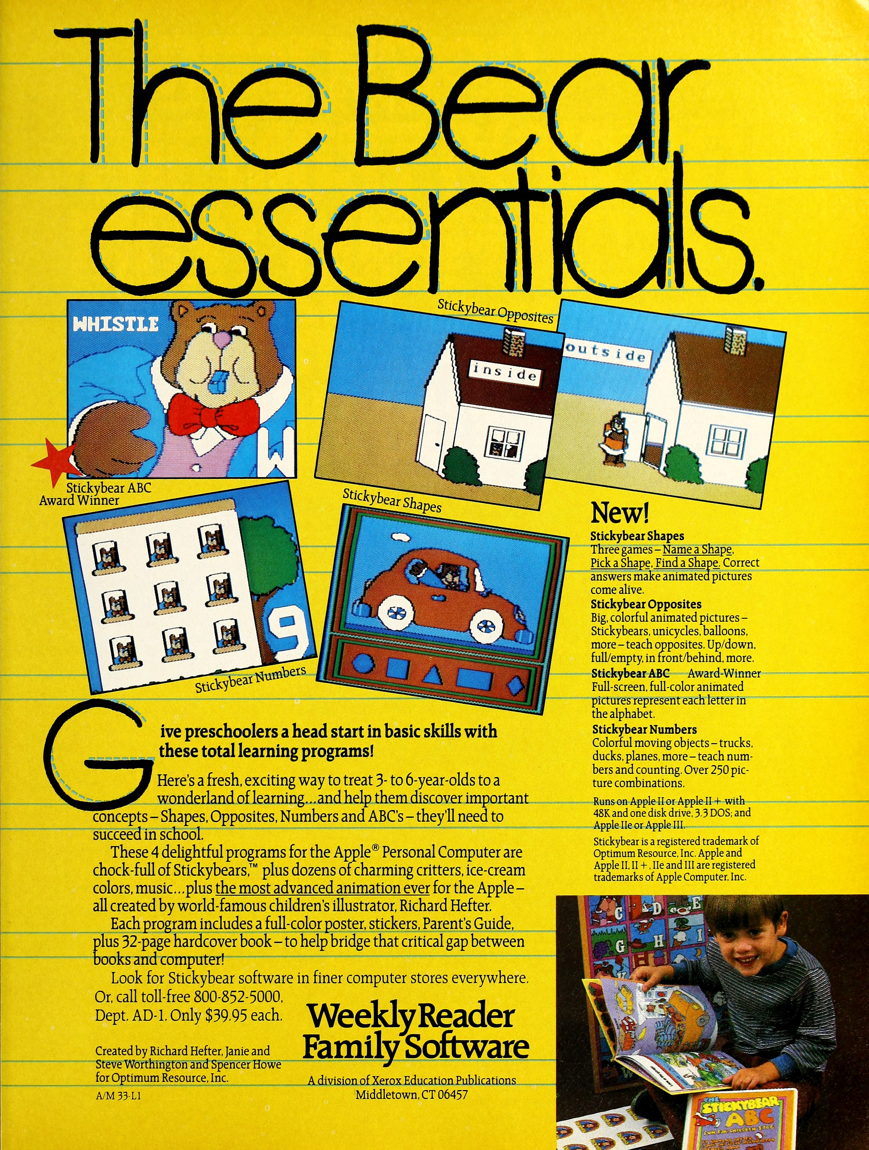 The Bear
essentials.
WHISTLE
W
Stickybear ABC
Award Winner
Stickybear Opposites
inside
outside
9
Stickybear Numbers
Stickybear Shapes
New!
Stickybear Shapes
Three games – Name a Shape,
Pick a Shape, Find a Shape. Correct
answers make animated pictures
come alive.
Stickybear Opposites
Big, colorful animated pictures –
Stickybears, unicycles, balloons,
more – teach opposites. Up/down,
full/empty, in front/behind, more.
Stickybear ABC Award-Winner
Full-screen, full-color animated
pictures represent each letter in
the alphabet.
Stickybear Numbers
Colorful moving objects – trucks,
ducks, planes, more – teach num-
bers and counting. Over 250 pic-
ture combinations.
Runs on Apple II or Apple II + with
48K and one disk drive, 3.3 DOS; and
Apple IIe or Apple III.
Stickybear is a registered trademark of
Optimum Resource, Inc. Apple and
Apple II, II +, IIe and III are registered
trademarks of Apple Computer, Inc.
Give preschoolers a head start in basic skills with
these total learning programs!
Here's a fresh, exciting way to treat 3- to 6-year-olds to a
wonderland of learning...and help them discover important
concepts – Shapes, Opposites, Numbers and ABC's – they'll need to
succeed in school.
These 4 delightful programs for the Apple® Personal Computer are
chock-full of Stickybears,™ plus dozens of charming critters, ice-cream
colors, music...plus the most advanced animation ever for the Apple –
all created by world-famous children's illustrator, Richard Hefter.
Each program includes a full-color poster, stickers, Parent's Guide,
plus 32-page hardcover book – to help bridge that critical gap between
books and computer!
Look for Stickybear software in finer computer stores everywhere.
Or, call toll-free 800-852-5000,
Dept. AD-1. Only $39.95 each.
Created by Richard Hefter, Janie and
Steve Worthington and Spencer Howe
for Optimum Resource, Inc.
A/M 33-L1
Weekly Reader
Family Software
A division of Xerox Education Publications
Middletown, CT 06457
C D E
G H I
THE
STICKYBEAR
ABC